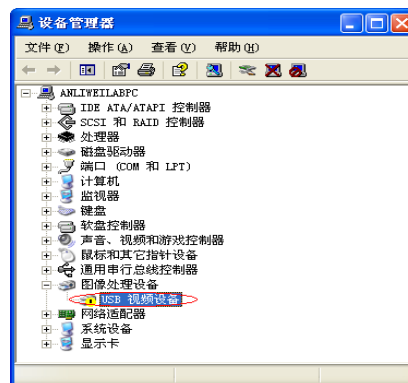 设备管理器
文件(F) 操作(A) 查看(V) 帮助(H)
ANLIWEILABPC
IDE ATA/ATAPI 控制器
SCSI 和 RAID 控制器
处理器
磁盘驱动器
端口 (COM 和 LPT)
计算机
监视器
键盘
软盘控制器
声音、视频和游戏控制器
鼠标和其它指针设备
通用串行总线控制器
图像处理设备
USB 视频设备
网络适配器
系统设备
显示卡